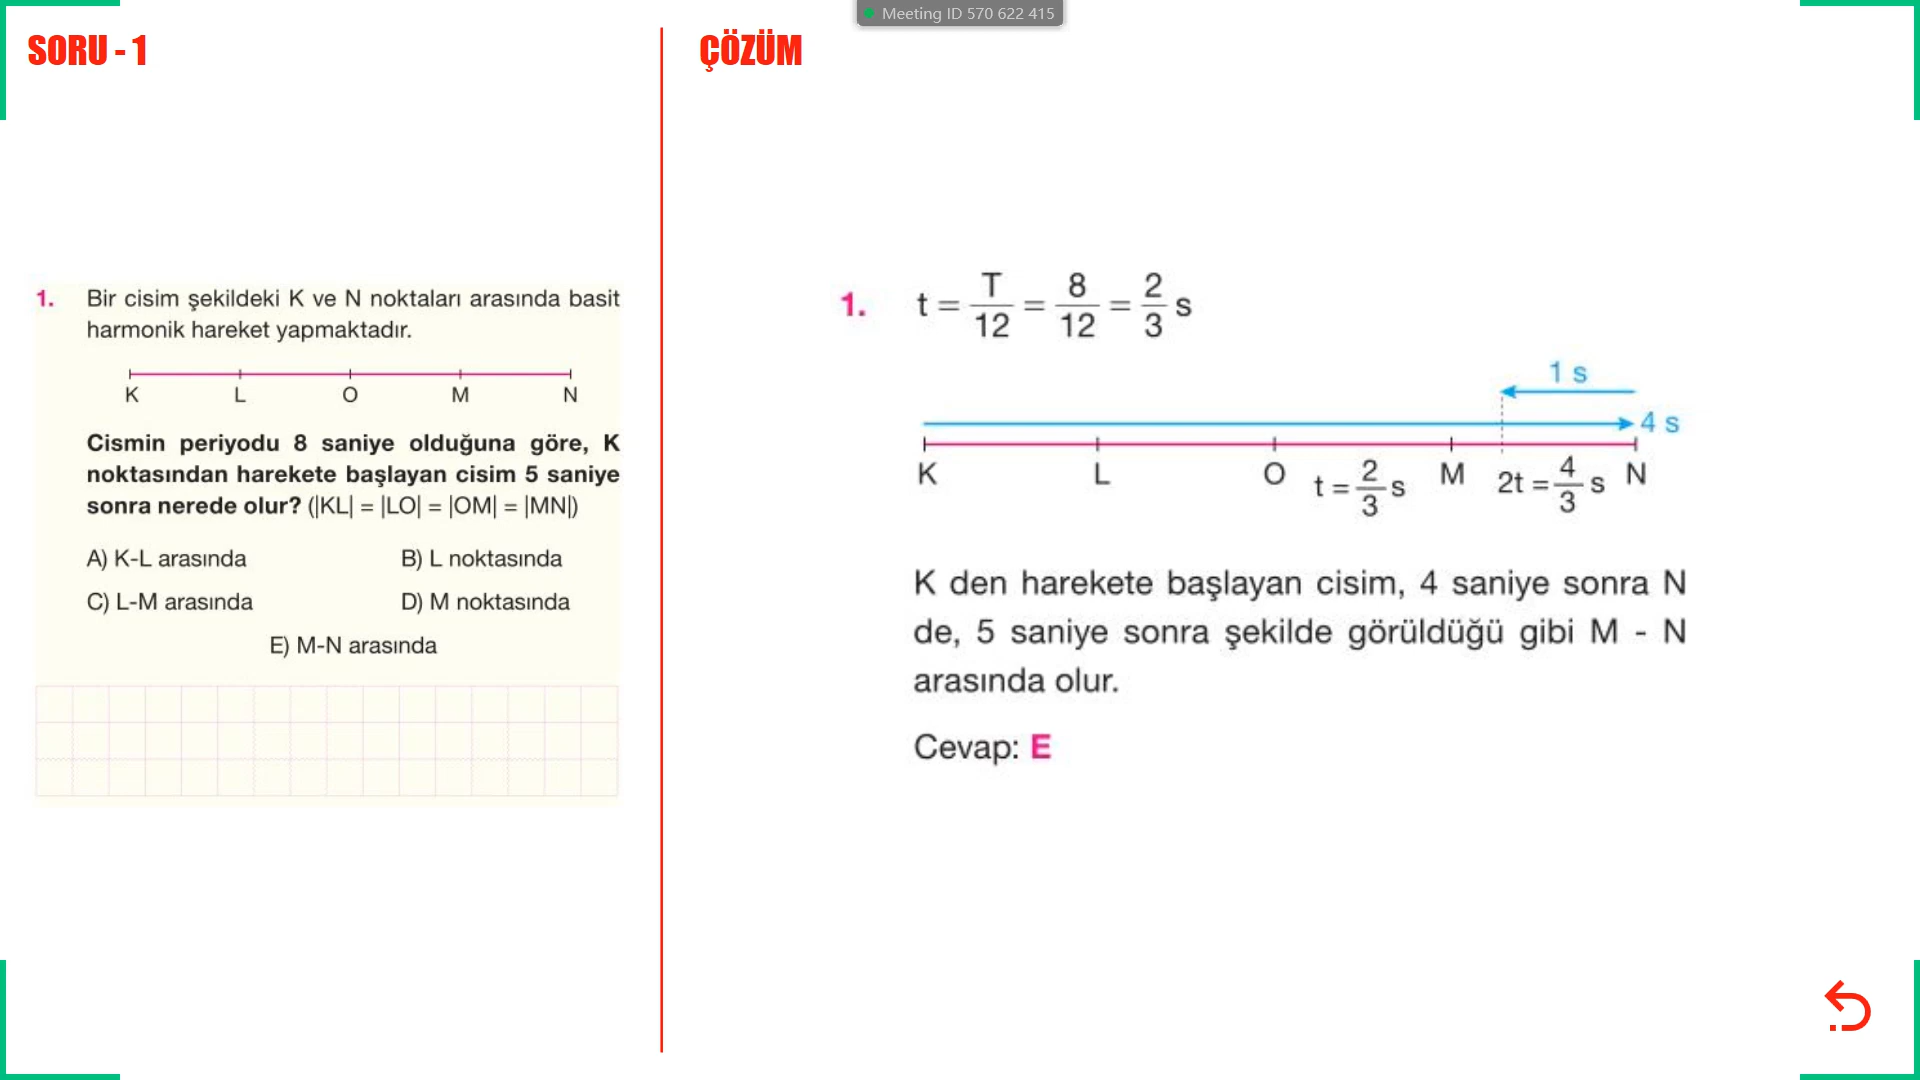 Meeting ID 570 622 415
SORU - 1
1. Bir cisim şekildeki K ve N noktaları arasında basit
harmonik hareket yapmaktadır.
K L O M N
Cismin periyodu 8 saniye olduğuna göre, K
noktasından harekete başlayan cisim 5 saniye
sonra nerede olur? (|KL| = |LO| = |OM| = |MN|)
A) K-L arasında B) L noktasında
C) L-M arasında D) M noktasında
E) M-N arasında
ÇÖZÜM
1. t = T/12 = 8/12 = 2/3 s
1 s
4 s
K L O t = 2/3 s M 2t = 4/3 s N
K den harekete başlayan cisim, 4 saniye sonra N
de, 5 saniye sonra şekilde görüldüğü gibi M - N
arasında olur.
Cevap: E